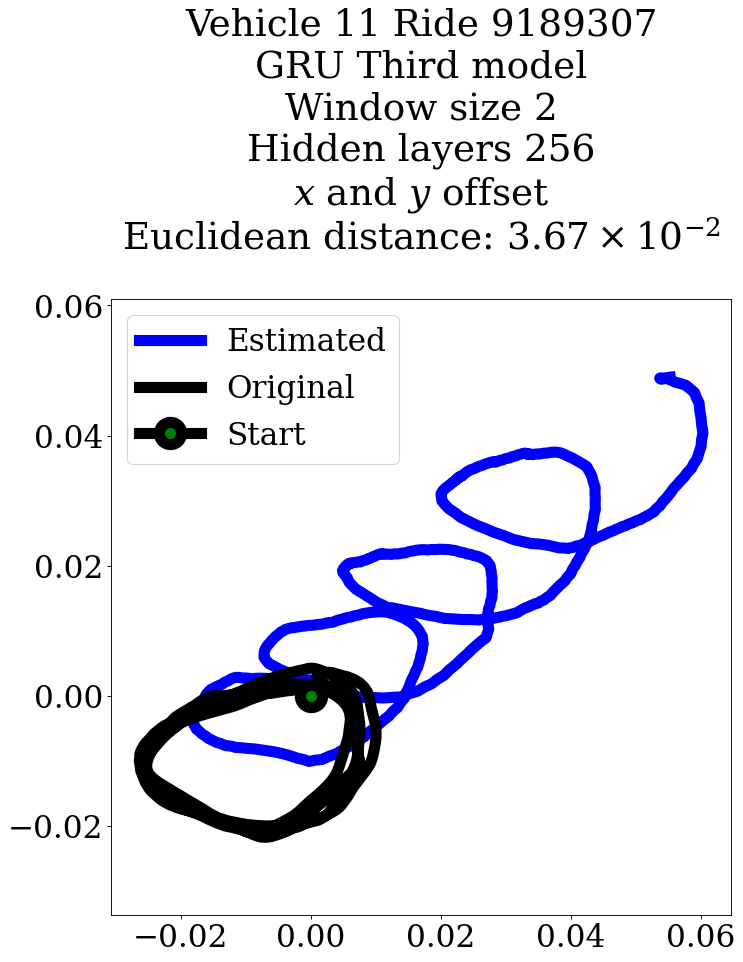 Vehicle 11 Ride 9189307
GRU Third model
Window size 2
Hidden layers 256
x and y offset
Euclidean distance: 3.67 × 10⁻²
0.06
Estimated
Original
Start
0.04
0.02
0.00
−0.02
−0.02 0.00 0.02 0.04 0.06